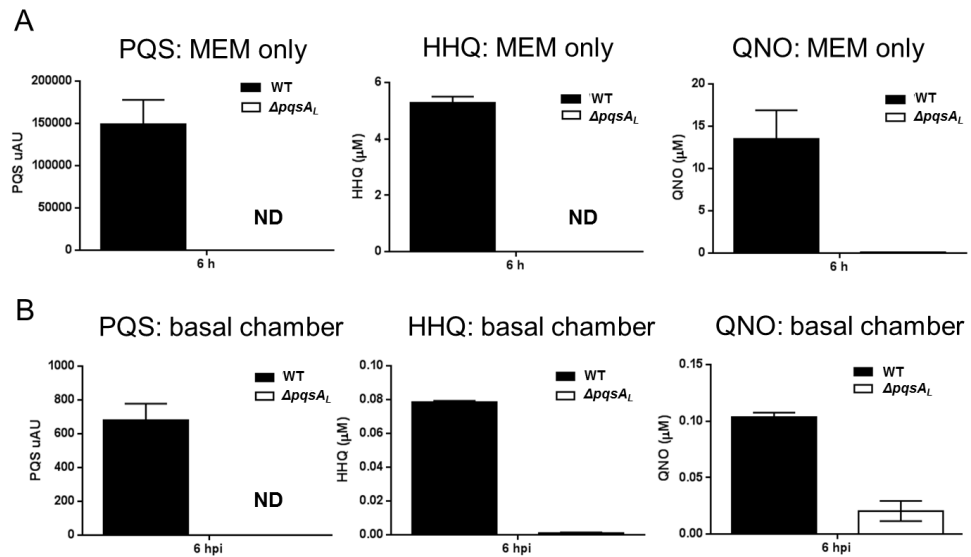 A
PQS: MEM only
WT
ΔpqsAL
PQS uAU
200000
150000
100000
50000
0
ND
6 h
HHQ: MEM only
WT
ΔpqsAL
HHQ (μM)
6
4
2
0
ND
6 h
QNO: MEM only
WT
ΔpqsAL
QNO (μM)
20
15
10
5
0
6 h
B
PQS: basal chamber
WT
ΔpqsAL
PQS uAU
1000
800
600
400
200
0
ND
6 hpi
HHQ: basal chamber
WT
ΔpqsAL
HHQ (μM)
0.10
0.08
0.06
0.04
0.02
0.00
6 hpi
QNO: basal chamber
WT
ΔpqsAL
QNO (μM)
0.15
0.10
0.05
0.00
6 hpi